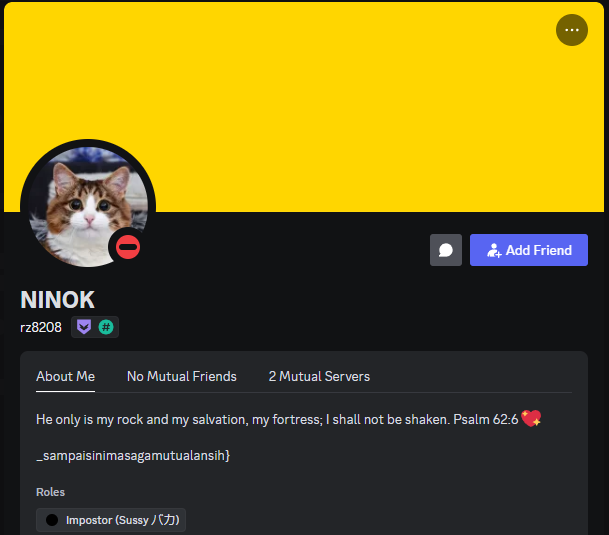 NINOK
rz8208
Add Friend
About Me
No Mutual Friends
2 Mutual Servers
He only is my rock and my salvation, my fortress; I shall not be shaken. Psalm 62:6 💖
_sampaisinimasagamutualansih}
Roles
Impostor (Sussy バカ)